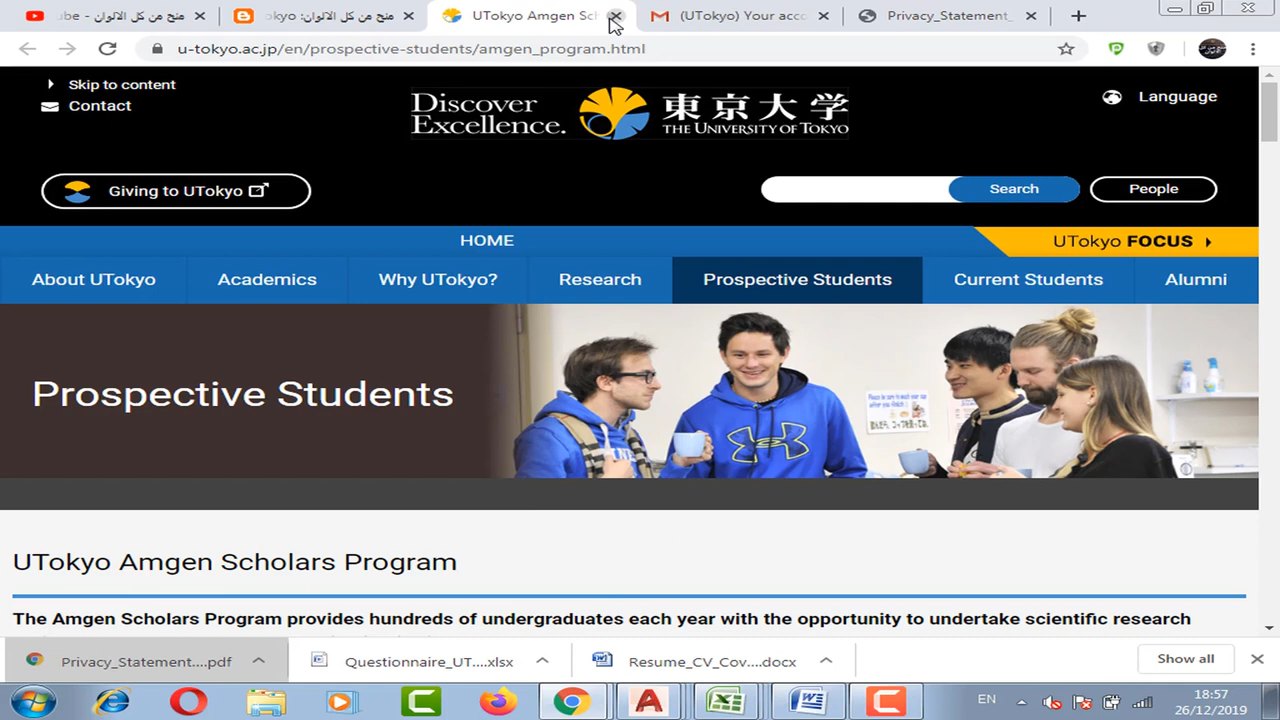 ube - منح من كل الالوان
okyo :منح من كل الالوان
UTokyo Amgen Sch
(UTokyo) Your acco
Privacy_Statement_
u-tokyo.ac.jp/en/prospective-students/amgen_program.html
Skip to content
Contact
Discover
Excellence.
東京大学
THE UNIVERSITY OF TOKYO
Language
Giving to UTokyo
Search
People
HOME
UTokyo FOCUS
About UTokyo
Academics
Why UTokyo?
Research
Prospective Students
Current Students
Alumni
Prospective Students
UTokyo Amgen Scholars Program
The Amgen Scholars Program provides hundreds of undergraduates each year with the opportunity to undertake scientific research
Privacy_Statement....pdf
Questionnaire_UT....xlsx
Resume_CV_Cov....docx
Show all
EN
18:57
26/12/2019